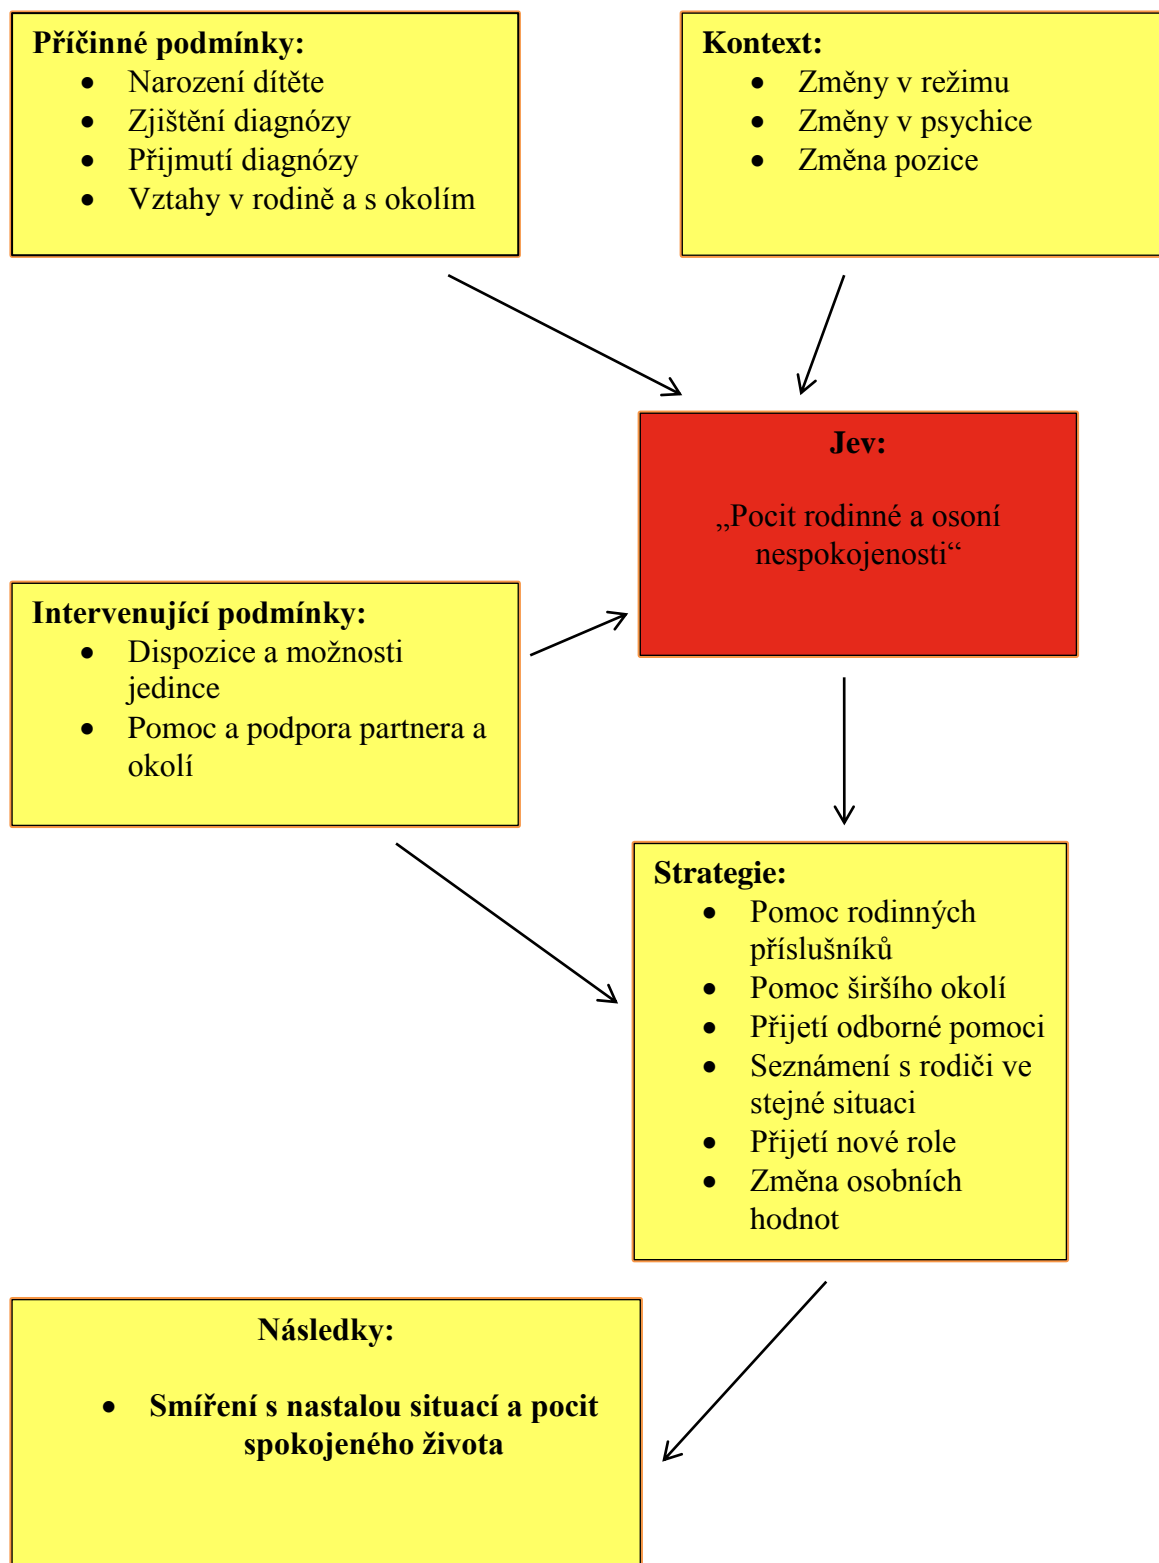 Příčinné podmínky:
• Narození dítěte
• Zjištění diagnózy
• Přijmutí diagnózy
• Vztahy v rodině a s okolím
Kontext:
• Změny v režimu
• Změny v psychice
• Změna pozice
Jev:
„Pocit rodinné a osoní
nespokojenosti“
Intervenující podmínky:
• Dispozice a možnosti
jedince
• Pomoc a podpora partnera a
okolí
Strategie:
• Pomoc rodinných
příslušníků
• Pomoc širšího okolí
• Přijetí odborné pomoci
• Seznámení s rodiči ve
stejné situaci
• Přijetí nové role
• Změna osobních
hodnot
Následky:
• Smíření s nastalou situací a pocit
spokojeného života